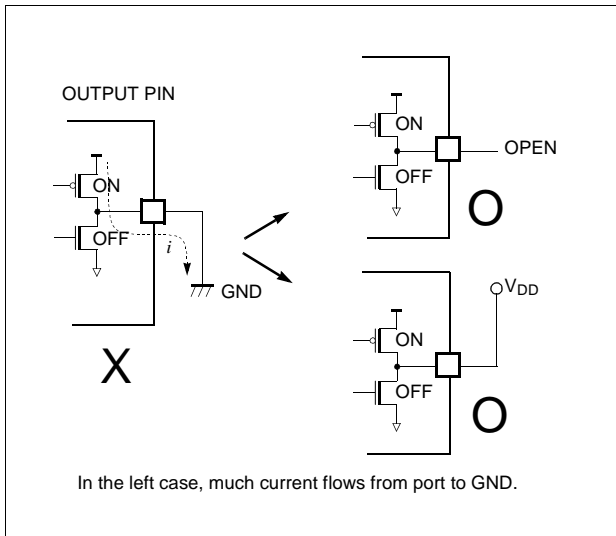 OUTPUT PIN
ON
OFF
i
GND
X
ON
OFF
OPEN
O
ON
OFF
VDD
O
In the left case, much current flows from port to GND.